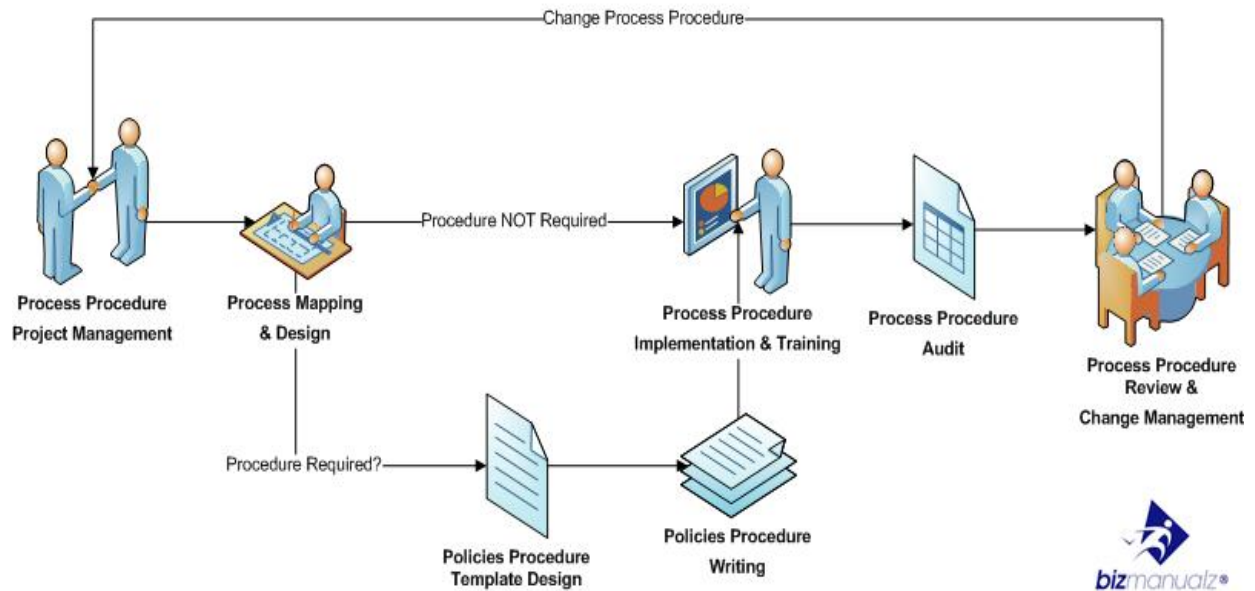 Change Process Procedure
Procedure NOT Required
Process Procedure
Project Management
Process Mapping
& Design
Process Procedure
Implementation & Training
Process Procedure
Audit
Process Procedure
Review &
Change Management
Procedure Required?
Policies Procedure
Template Design
Policies Procedure
Writing
bizmanualz®